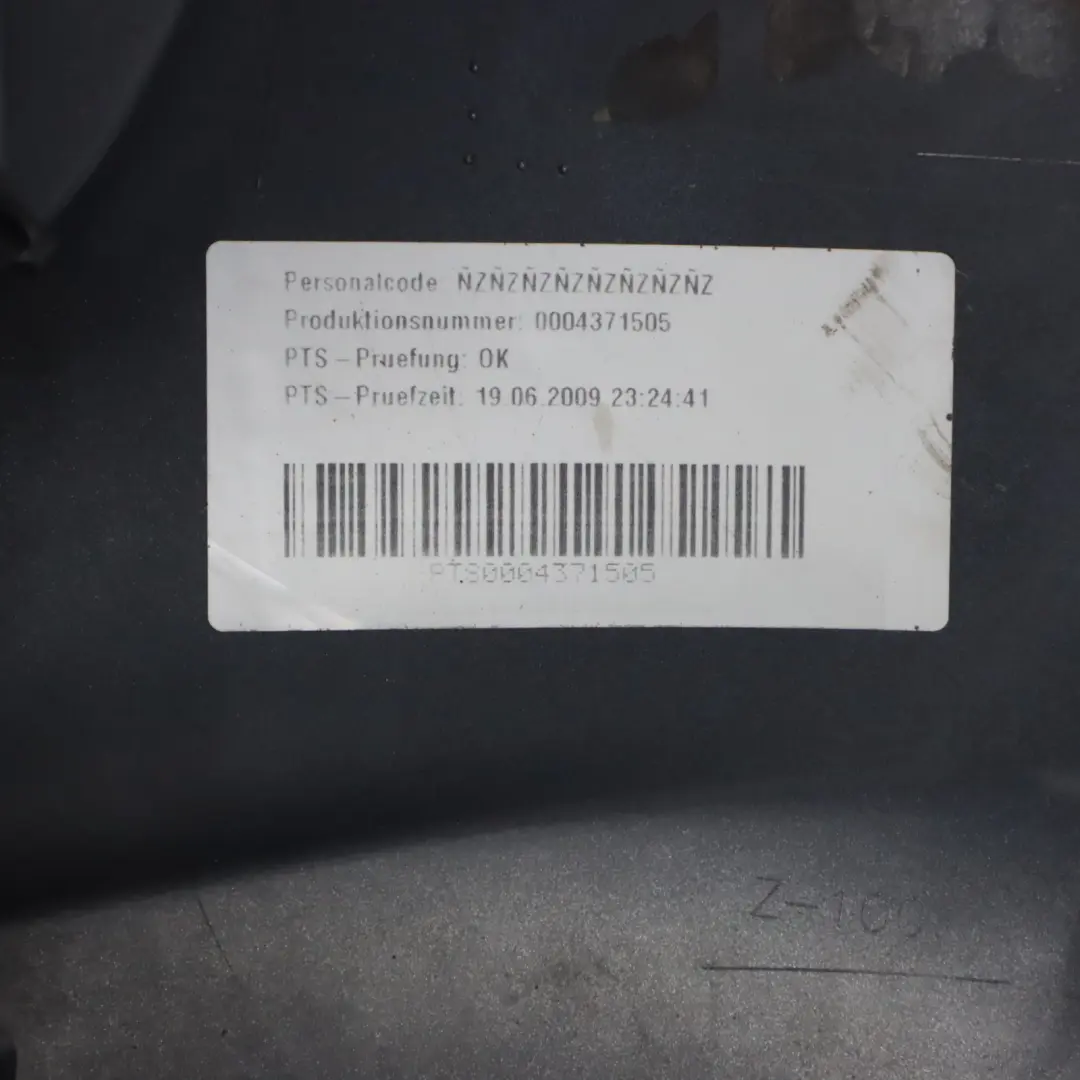 Personalcode ÑZÑZÑZÑZÑZÑZÑZÑZ
Produktionsnummer: 0004371505
PTS-Pruefung: OK
PTS-Pruefzeit: 19.06.2009 23:24:41
PTS0004371505